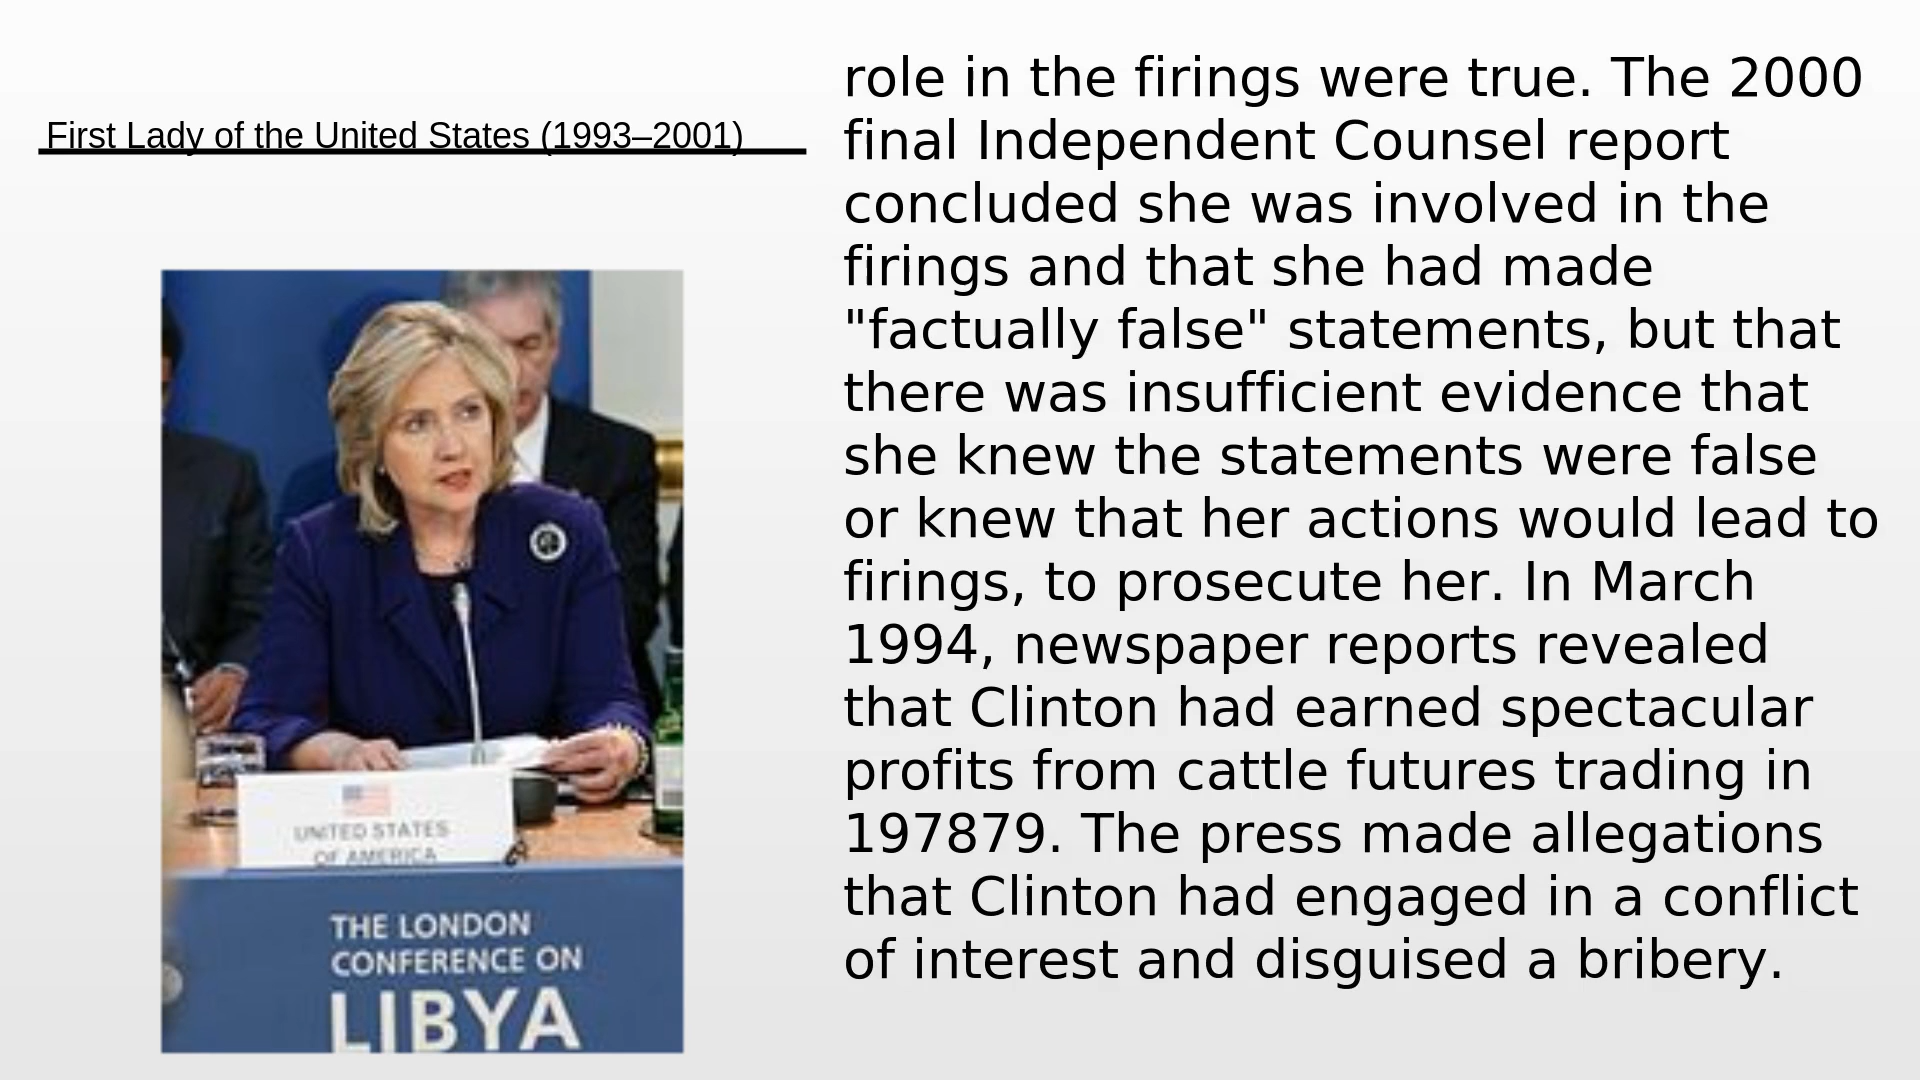 First Lady of the United States (1993–2001)
role in the firings were true. The 2000
final Independent Counsel report
concluded she was involved in the
firings and that she had made
"factually false" statements, but that
there was insufficient evidence that
she knew the statements were false
or knew that her actions would lead to
firings, to prosecute her. In March
1994, newspaper reports revealed
that Clinton had earned spectacular
profits from cattle futures trading in
197879. The press made allegations
that Clinton had engaged in a conflict
of interest and disguised a bribery.
UNITED STATES
OF AMERICA
THE LONDON
CONFERENCE ON
LIBYA